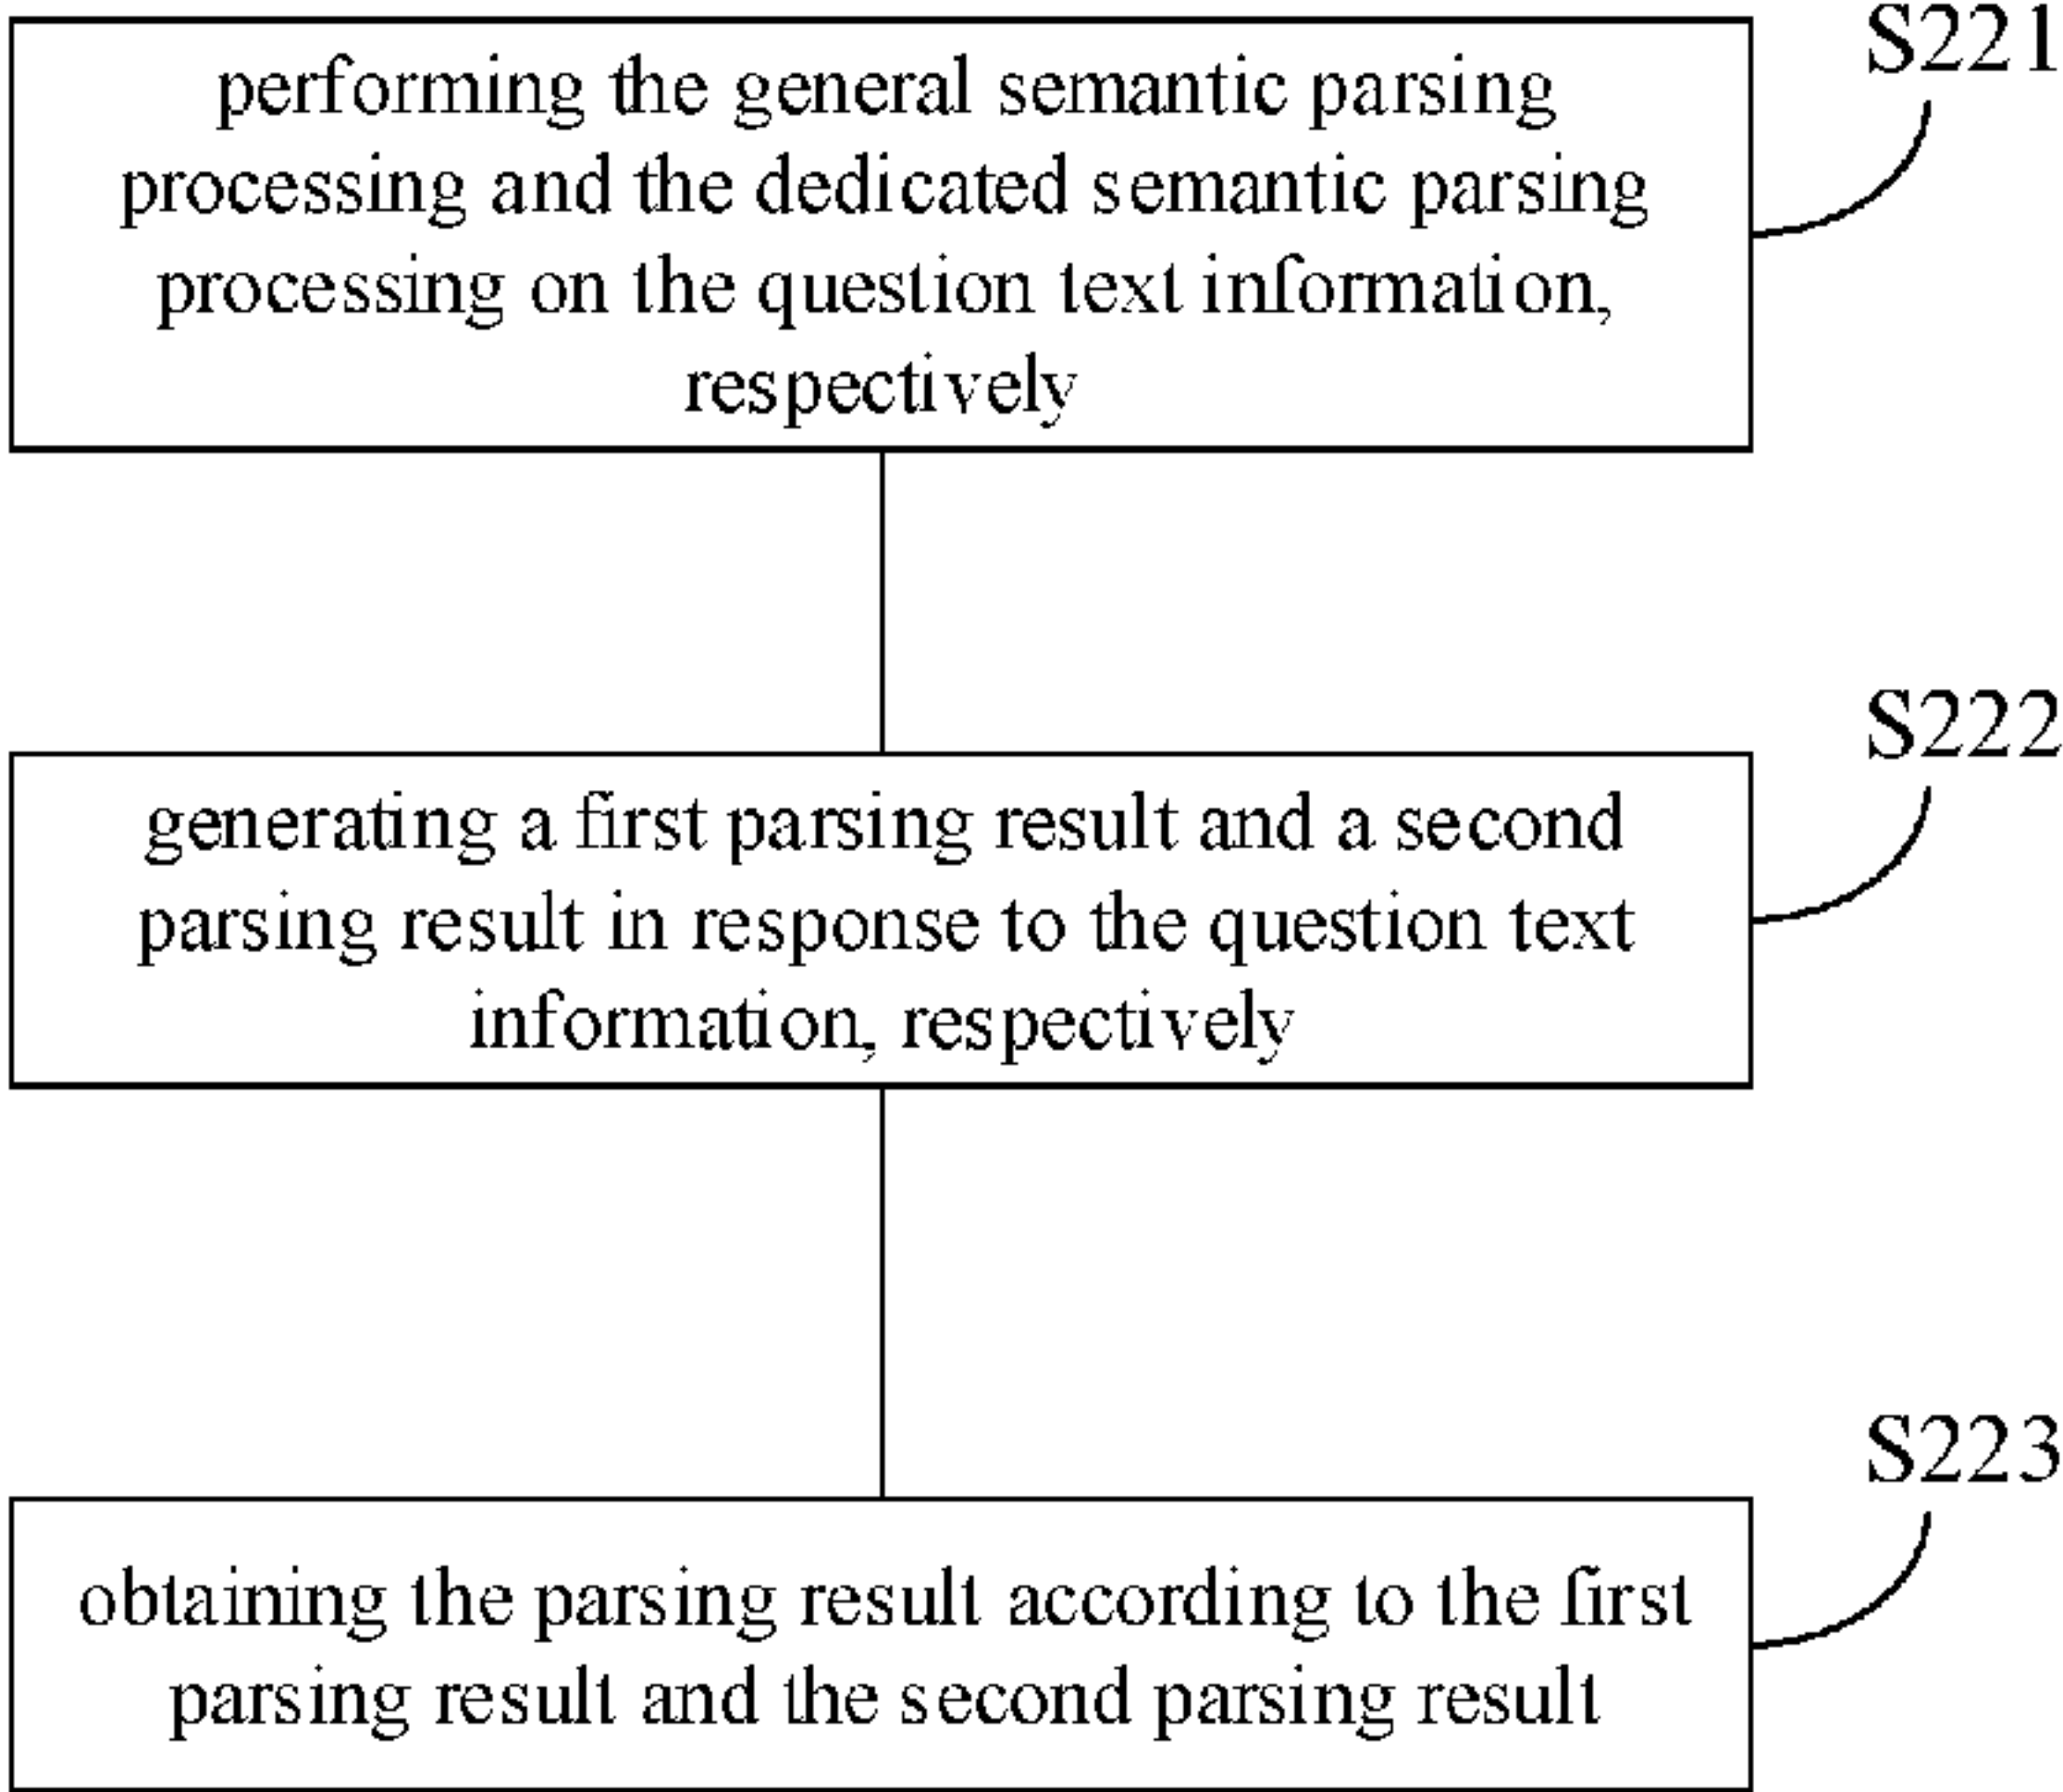 S221
performing the general semantic parsing
processing and the dedicated semantic parsing
processing on the question text information,
respectively
S222
generating a first parsing result and a second
parsing result in response to the question text
information, respectively
S223
obtaining the parsing result according to the first
parsing result and the second parsing result